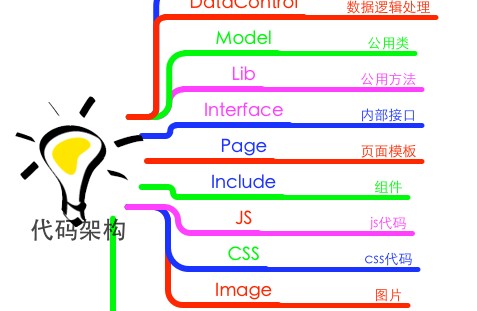 DataControl 数据逻辑处理
Model 公用类
Lib 公用方法
Interface 内部接口
Page 页面模板
Include 组件
代码架构
JS js代码
CSS css代码
Image 图片